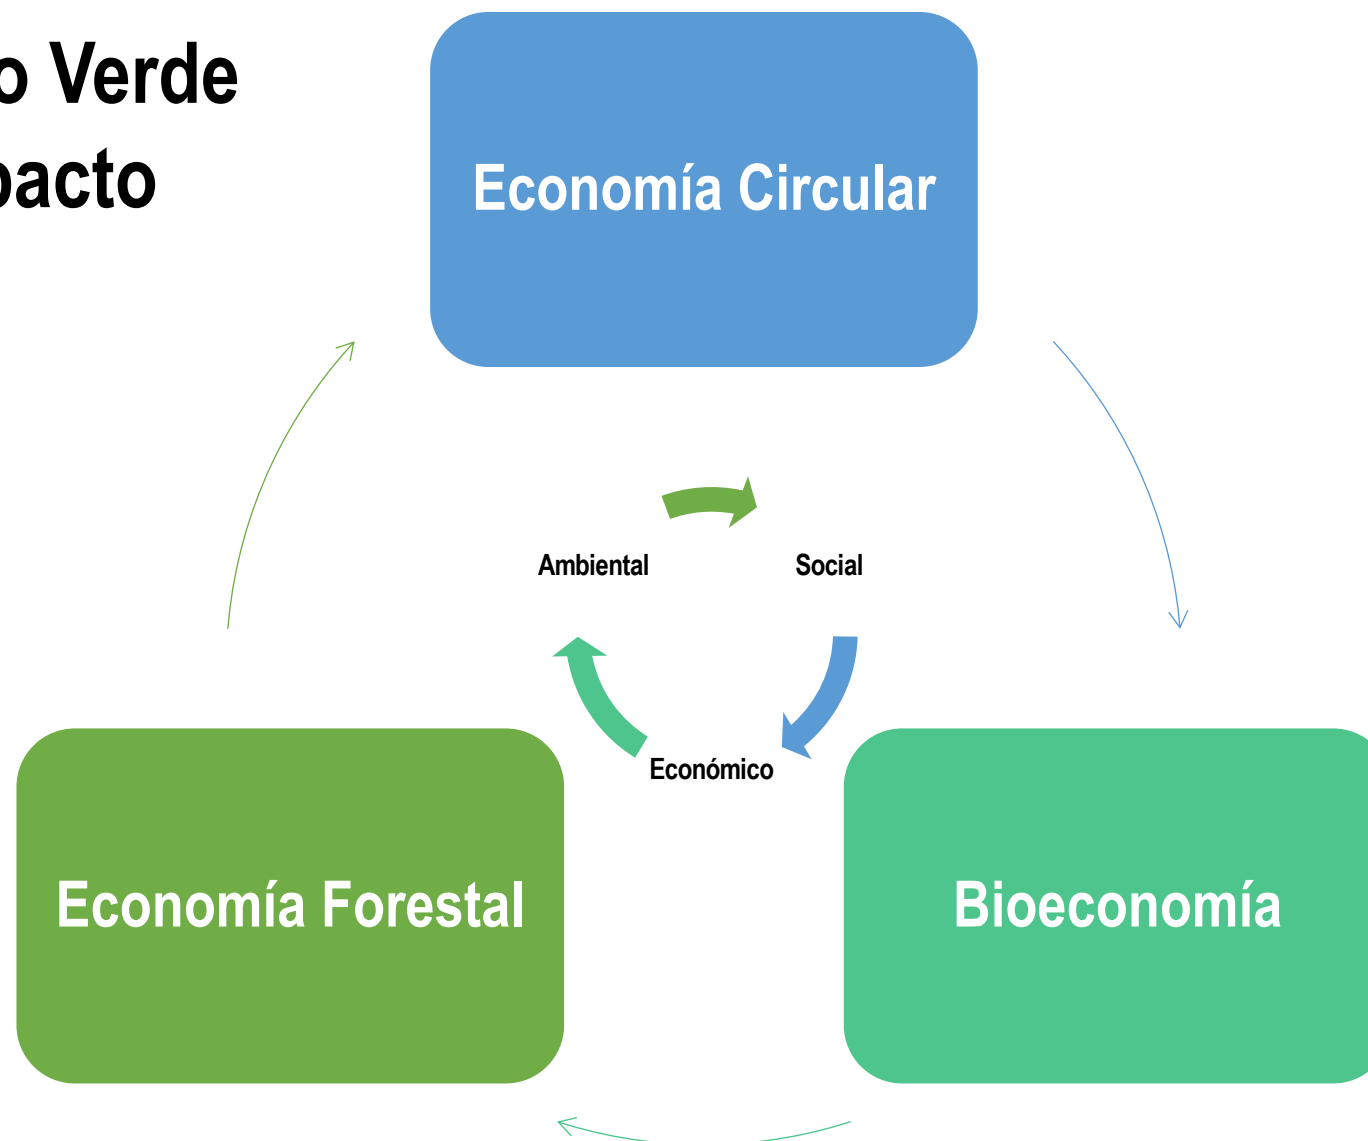 o Verde
pacto
Economía Circular
Ambiental
Social
Económico
Economía Forestal
Bioeconomía